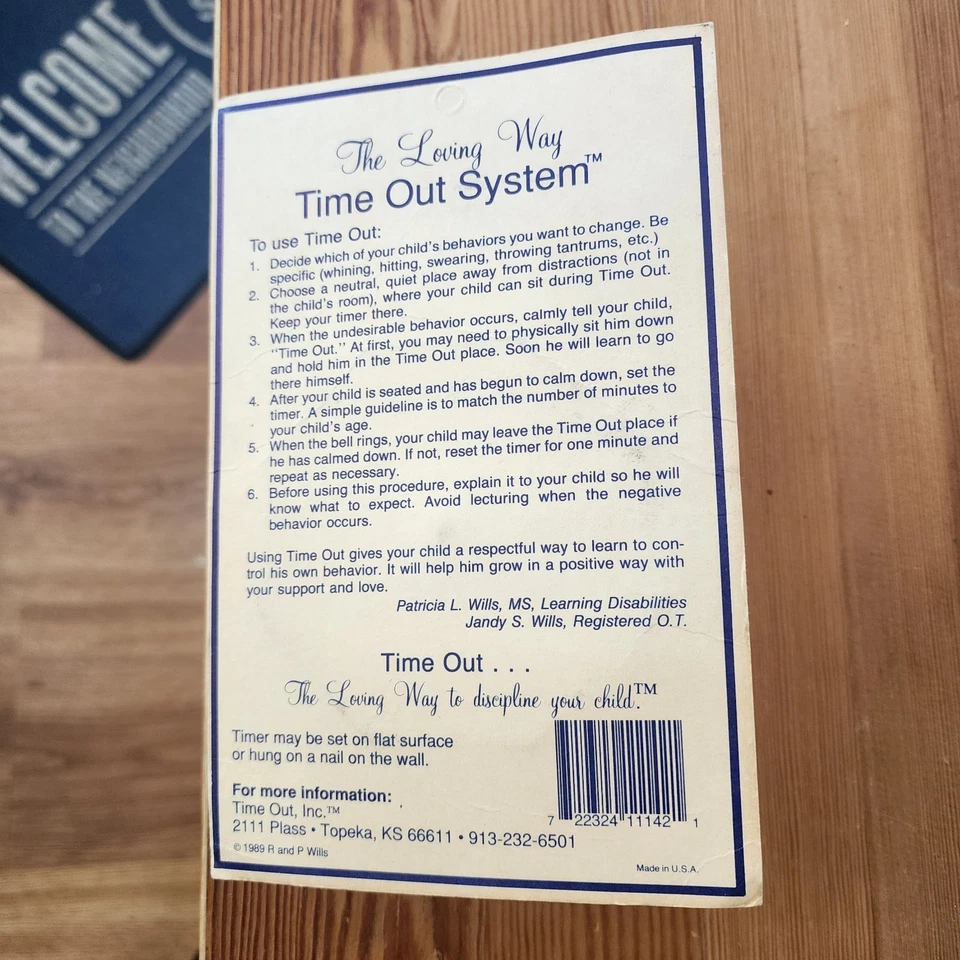 WELCOME
TO THE NEIGHBOURHOOD
The Loving Way
Time Out System™
To use Time Out:
1. Decide which of your child's behaviors you want to change. Be
specific (whining, hitting, swearing, throwing tantrums, etc.)
2. Choose a neutral, quiet place away from distractions (not in
the child's room), where your child can sit during Time Out.
Keep your timer there.
3. When the undesirable behavior occurs, calmly tell your child,
"Time Out." At first, you may need to physically sit him down
and hold him in the Time Out place. Soon he will learn to go
there himself.
4. After your child is seated and has begun to calm down, set the
timer. A simple guideline is to match the number of minutes to
your child's age.
5. When the bell rings, your child may leave the Time Out place if
he has calmed down. If not, reset the timer for one minute and
repeat as necessary.
6. Before using this procedure, explain it to your child so he will
know what to expect. Avoid lecturing when the negative
behavior occurs.
Using Time Out gives your child a respectful way to learn to con-
trol his own behavior. It will help him grow in a positive way with
your support and love.
Patricia L. Wills, MS, Learning Disabilities
Jandy S. Wills, Registered O.T.
Time Out . . .
The Loving Way to discipline your child.™
Timer may be set on flat surface
or hung on a nail on the wall.
For more information:
Time Out, Inc.™
2111 Plass • Topeka, KS 66611 • 913-232-6501
© 1989 R and P Wills
7 22324 11142 1
Made in U.S.A.